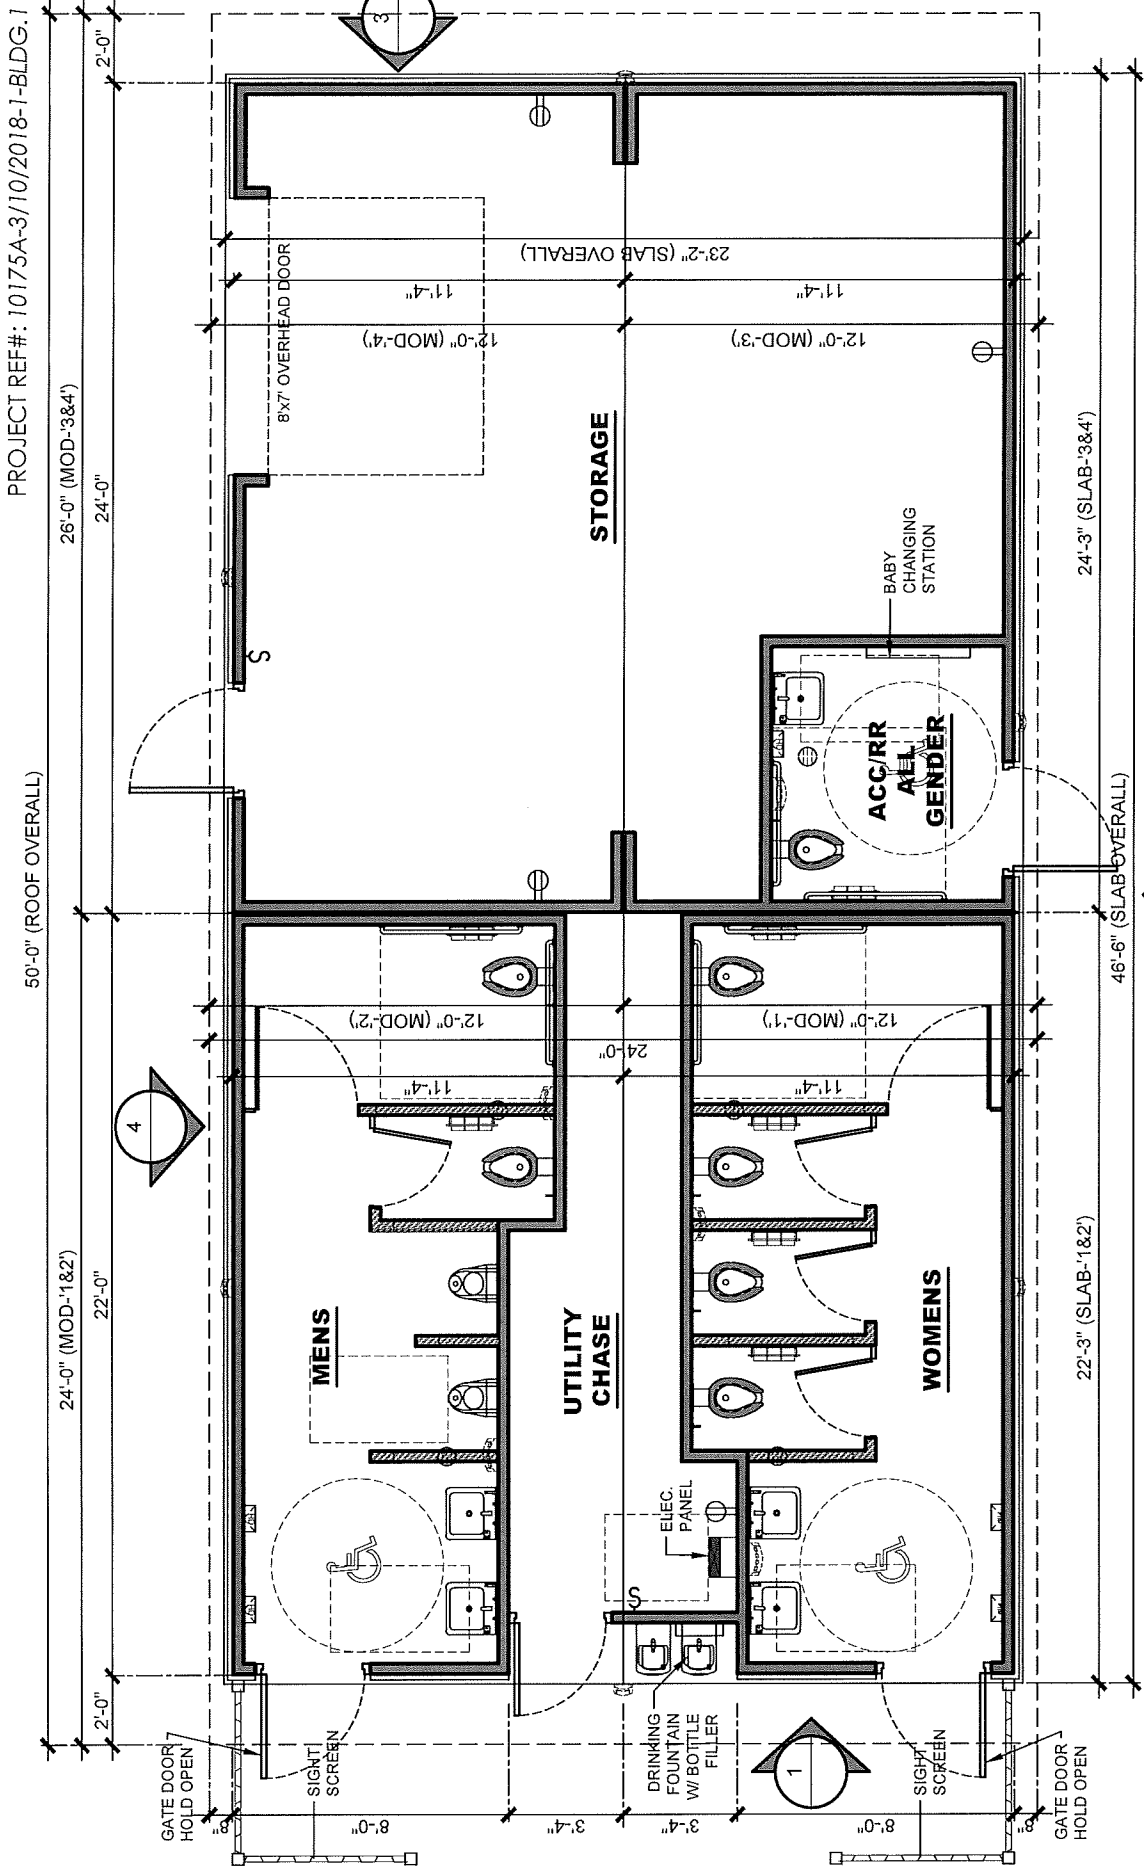 PROJECT REF#: 10175A-3/10/2018-1-BLDG.1
50'-0" (ROOF OVERALL)
24'-0" (MOD-'1&2')
26'-0" (MOD-'3&4')
2'-0"
22'-0"
24'-0"
2'-0"
4
3
GATE DOOR
HOLD OPEN
SIGHT
SCREEN
8"
8'-0"
3'-4"
3'-4"
8'-0"
8"
MENS
11'-4"
12'-0" (MOD-'2')
24'-0"
UTILITY
CHASE
ELEC.
PANEL
S
DRINKING
FOUNTAIN
W/ BOTTLE
FILLER
1
WOMENS
11'-4"
12'-0" (MOD-'1')
SIGHT
SCREEN
GATE DOOR
HOLD OPEN
S
8'x7' OVERHEAD DOOR
STORAGE
12'-0" (MOD-'4')
11'-4"
23'-2" (SLAB OVERALL)
12'-0" (MOD-'3')
11'-4"
ACC/RR
ALL
GENDER
BABY
CHANGING
STATION
22'-3" (SLAB-'1&2')
24'-3" (SLAB-'3&4')
46'-6" (SLAB OVERALL)